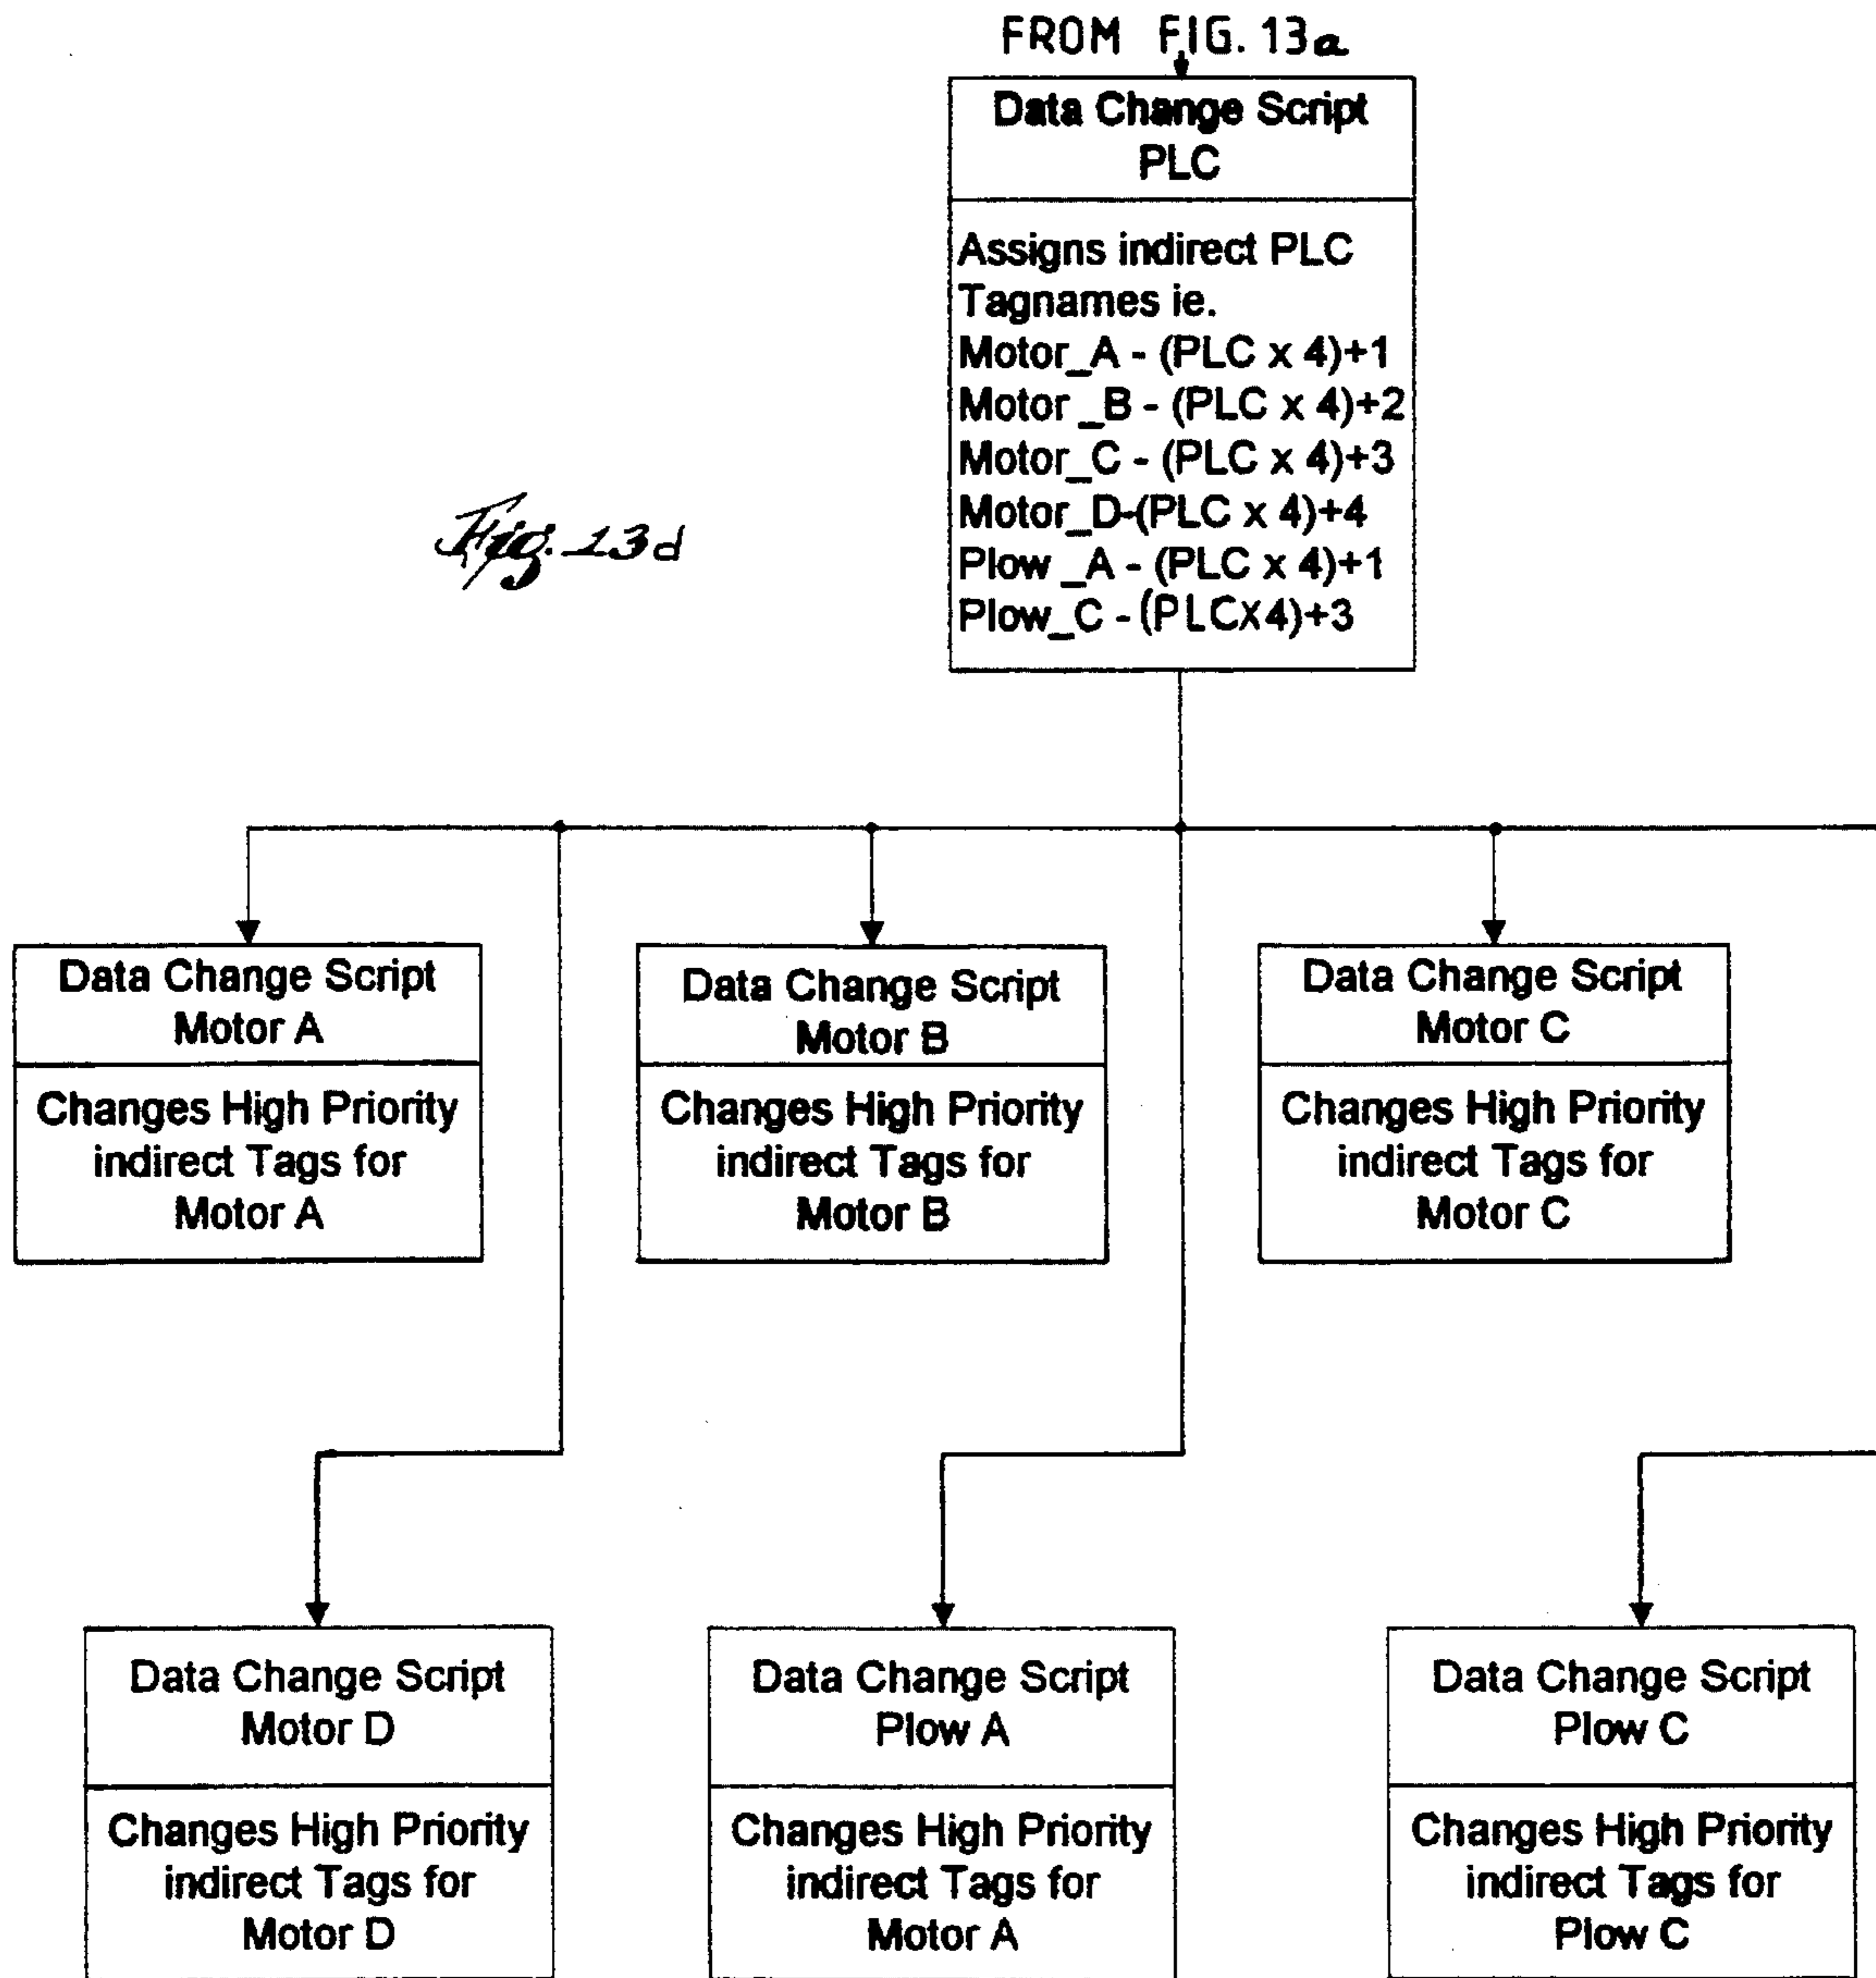 FROM FIG. 13a
Data Change Script
PLC
Assigns indirect PLC
Tagnames ie.
Motor_A - (PLC x 4)+1
Motor _B - (PLC x 4)+2
Motor_C - (PLC x 4)+3
Motor_D-(PLC x 4)+4
Plow _A - (PLC x 4)+1
Plow_C - (PLCX4)+3
Fig. 13d
Data Change Script
Motor A
Changes High Priority
indirect Tags for
Motor A
Data Change Script
Motor B
Changes High Priority
indirect Tags for
Motor B
Data Change Script
Motor C
Changes High Priority
indirect Tags for
Motor C
Data Change Script
Motor D
Changes High Priority
indirect Tags for
Motor D
Data Change Script
Plow A
Changes High Priority
indirect Tags for
Motor A
Data Change Script
Plow C
Changes High Priority
indirect Tags for
Plow C